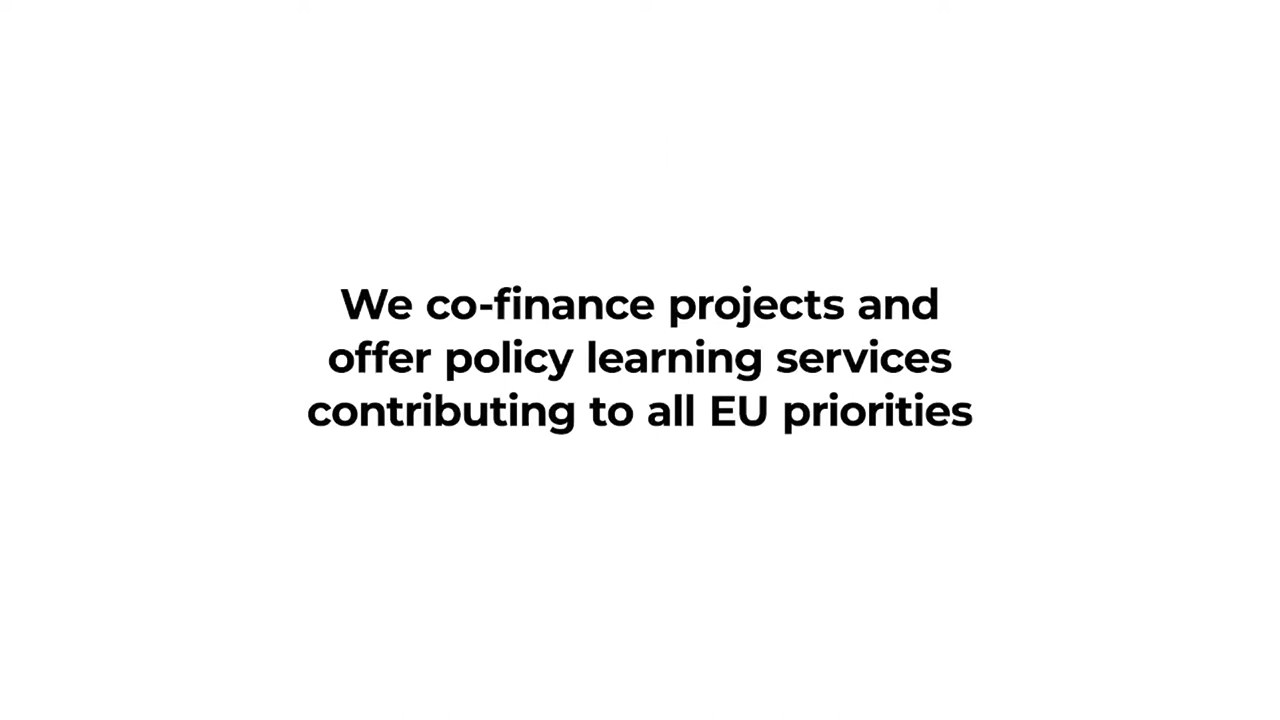 We co-finance projects and
offer policy learning services
contributing to all EU priorities